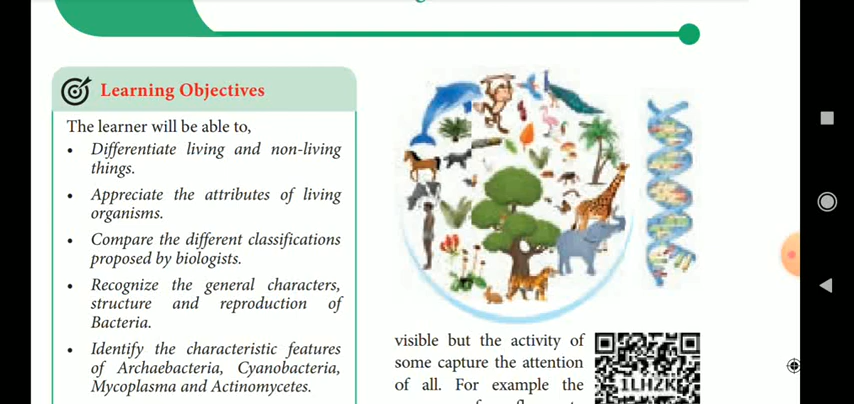 Learning Objectives
The learner will be able to,
• Differentiate living and non-living
things.
• Appreciate the attributes of living
organisms.
• Compare the different classifications
proposed by biologists.
• Recognize the general characters,
structure and reproduction of
Bacteria.
• Identify the characteristic features
of Archaebacteria, Cyanobacteria,
Mycoplasma and Actinomycetes.
visible but the activity of
some capture the attention
of all. For example the
1LHZK